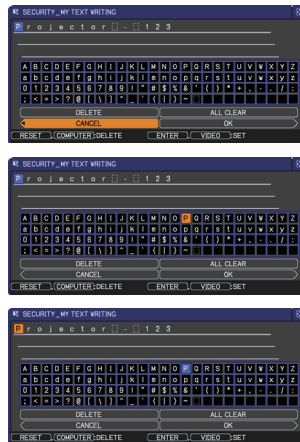 SECURITY_MY TEXT WRITING
P r o j e c t o r □ - □ 1 2 3
A B C D E F G H I J K L M N O P Q R S T U V W X Y Z
a b c d e f g h i j k l m n o p q r s t u v w x y z
0 1 2 3 4 5 6 7 8 9 ! " # $ % & ' ( ) * + , - . / :
; < = > ? @ [ \ ] ^ _ ` { | } ~
DELETE ALL CLEAR
CANCEL OK
RESET ,(COMPUTER):DELETE ENTER ,( VIDEO ):SET
SECURITY_MY TEXT WRITING
P r o j e c t o r □ - □ 1 2 3
A B C D E F G H I J K L M N O P Q R S T U V W X Y Z
a b c d e f g h i j k l m n o p q r s t u v w x y z
0 1 2 3 4 5 6 7 8 9 ! " # $ % & ' ( ) * + , - . / :
; < = > ? @ [ \ ] ^ _ ` { | } ~
DELETE ALL CLEAR
CANCEL OK
RESET ,(COMPUTER):DELETE ENTER ,( VIDEO ):SET
SECURITY_MY TEXT WRITING
P r o j e c t o r □ - □ 1 2 3
A B C D E F G H I J K L M N O P Q R S T U V W X Y Z
a b c d e f g h i j k l m n o p q r s t u v w x y z
0 1 2 3 4 5 6 7 8 9 ! " # $ % & ' ( ) * + , - . / :
; < = > ? @ [ \ ] ^ _ ` { | } ~
DELETE ALL CLEAR
CANCEL OK
RESET ,(COMPUTER):DELETE ENTER ,( VIDEO ):SET